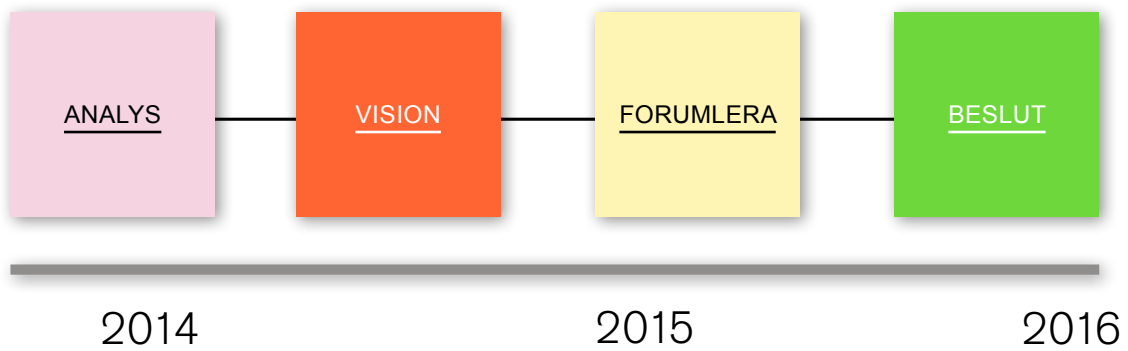 ANALYS
VISION
FORUMLERA
BESLUT
2014
2015
2016